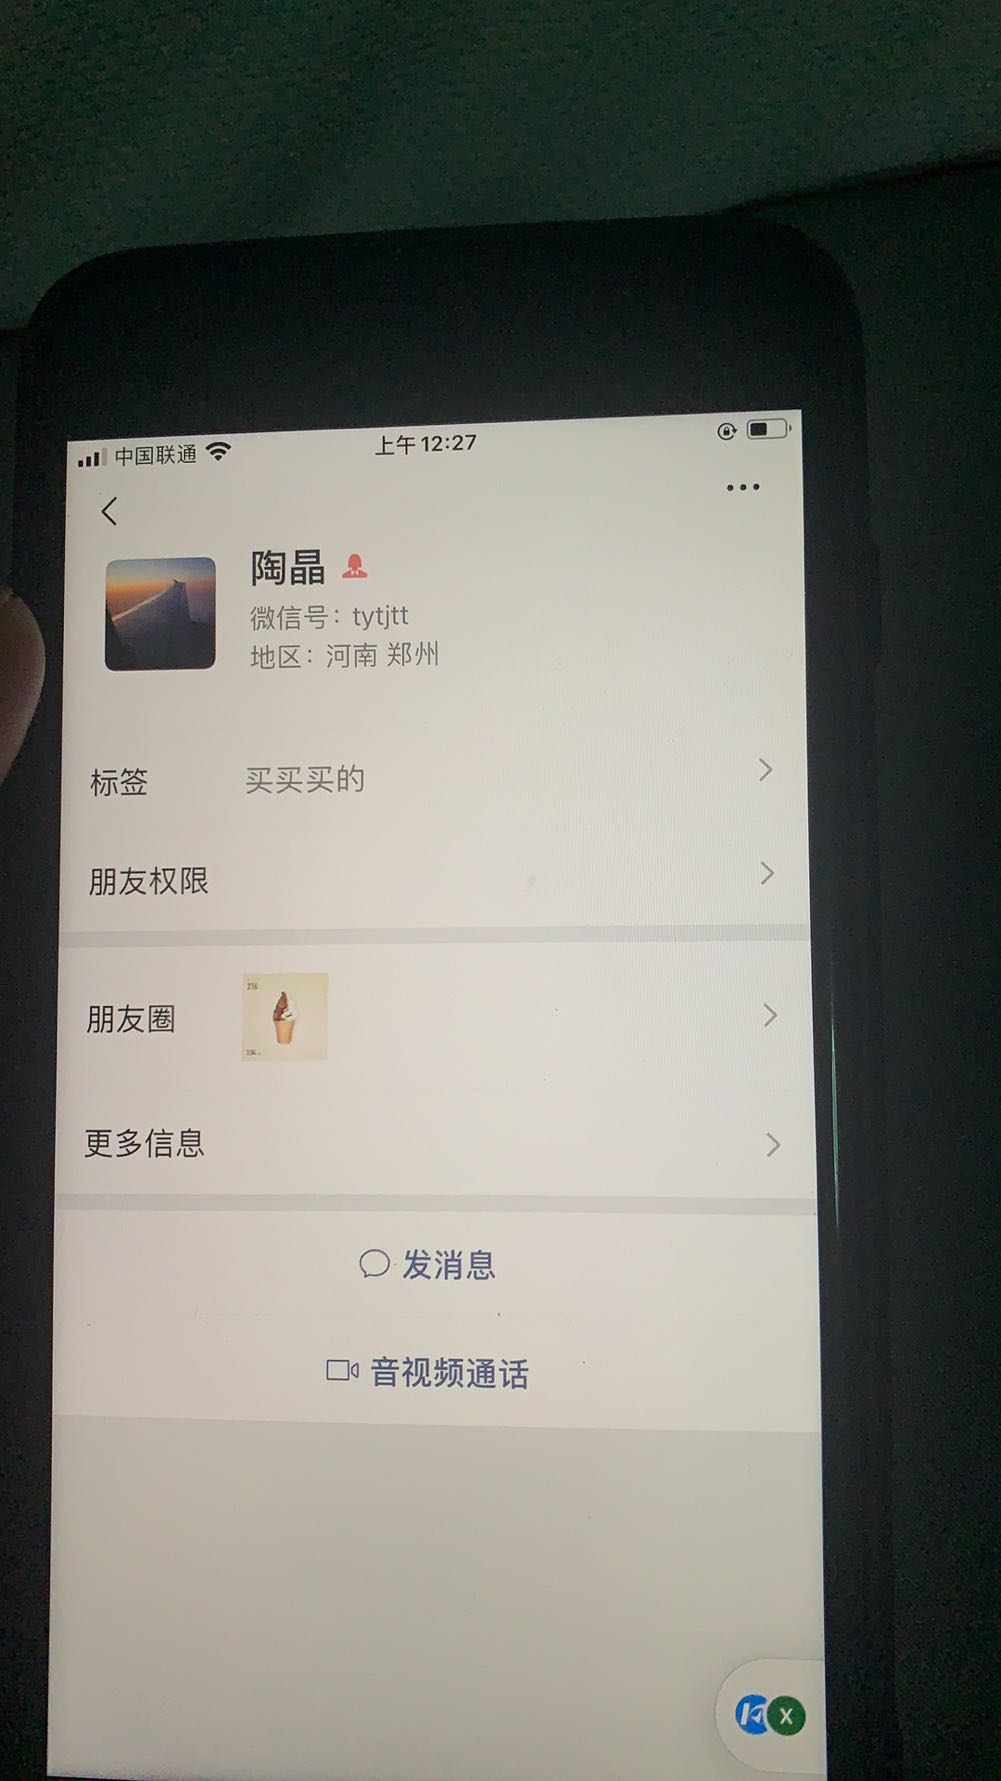 中国联通
上午12:27
陶晶
微信号：tytjtt
地区：河南 郑州
标签 买买买的
朋友权限
朋友圈
更多信息
发消息
音视频通话
X